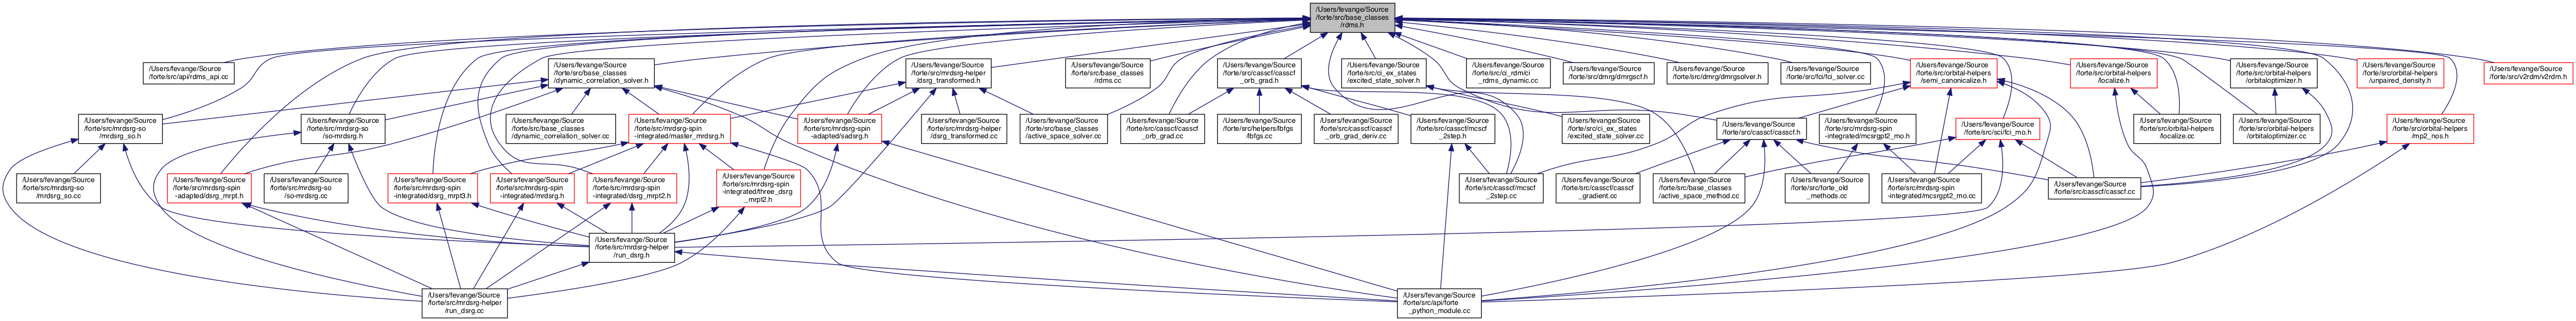 /Users/fevange/Source
/forte/src/base_classes
/rdms.h
/Users/fevange/Source
/forte/src/api/rdms_api.cc
/Users/fevange/Source
/forte/src/base_classes
/dynamic_correlation_solver.h
/Users/fevange/Source
/forte/src/mrdsrg-helper
/dsrg_transformed.h
/Users/fevange/Source
/forte/src/base_classes
/rdms.cc
/Users/fevange/Source
/forte/src/casscf/casscf
_orb_grad.h
/Users/fevange/Source
/forte/src/ci_ex_states
/excited_state_solver.h
/Users/fevange/Source
/forte/src/ci_rdm/ci
_rdms_dynamic.cc
/Users/fevange/Source
/forte/src/dmrg/dmrgscf.h
/Users/fevange/Source
/forte/src/dmrg/dmrgsolver.h
/Users/fevange/Source
/forte/src/fci/fci_solver.cc
/Users/fevange/Source
/forte/src/orbital-helpers
/semi_canonicalize.h
/Users/fevange/Source
/forte/src/orbital-helpers
/localize.h
/Users/fevange/Source
/forte/src/orbital-helpers
/orbitaloptimizer.h
/Users/fevange/Source
/forte/src/orbital-helpers
/unpaired_density.h
/Users/fevange/Source
/forte/src/v2rdm/v2rdm.h
/Users/fevange/Source
/forte/src/mrdsrg-so
/mrdsrg_so.h
/Users/fevange/Source
/forte/src/mrdsrg-so
/so-mrdsrg.h
/Users/fevange/Source
/forte/src/base_classes
/dynamic_correlation_solver.cc
/Users/fevange/Source
/forte/src/mrdsrg-spin
-integrated/master_mrdsrg.h
/Users/fevange/Source
/forte/src/mrdsrg-spin
-adapted/sadsrg.h
/Users/fevange/Source
/forte/src/mrdsrg-helper
/dsrg_transformed.cc
/Users/fevange/Source
/forte/src/base_classes
/active_space_solver.cc
/Users/fevange/Source
/forte/src/casscf/casscf
_orb_grad.cc
/Users/fevange/Source
/forte/src/helpers/lbfgs
/lbfgs.cc
/Users/fevange/Source
/forte/src/casscf/casscf
_orb_grad_deriv.cc
/Users/fevange/Source
/forte/src/casscf/mcscf
_2step.h
/Users/fevange/Source
/forte/src/ci_ex_states
/excited_state_solver.cc
/Users/fevange/Source
/forte/src/casscf/casscf.h
/Users/fevange/Source
/forte/src/mrdsrg-spin
-integrated/mcsrgpt2_mo.h
/Users/fevange/Source
/forte/src/sci/fci_mo.h
/Users/fevange/Source
/forte/src/orbital-helpers
/localize.cc
/Users/fevange/Source
/forte/src/orbital-helpers
/orbitaloptimizer.cc
/Users/fevange/Source
/forte/src/orbital-helpers
/mp2_nos.h
/Users/fevange/Source
/forte/src/mrdsrg-so
/mrdsrg_so.cc
/Users/fevange/Source
/forte/src/mrdsrg-spin
-adapted/dsrg_mrpt.h
/Users/fevange/Source
/forte/src/mrdsrg-so
/so-mrdsrg.cc
/Users/fevange/Source
/forte/src/mrdsrg-spin
-integrated/dsrg_mrpt3.h
/Users/fevange/Source
/forte/src/mrdsrg-spin
-integrated/mrdsrg.h
/Users/fevange/Source
/forte/src/mrdsrg-spin
-integrated/dsrg_mrpt2.h
/Users/fevange/Source
/forte/src/mrdsrg-spin
-integrated/three_dsrg
_mrpt2.h
/Users/fevange/Source
/forte/src/casscf/mcscf
_2step.cc
/Users/fevange/Source
/forte/src/casscf/casscf
_gradient.cc
/Users/fevange/Source
/forte/src/base_classes
/active_space_method.cc
/Users/fevange/Source
/forte/src/forte_old
_methods.cc
/Users/fevange/Source
/forte/src/mrdsrg-spin
-integrated/mcsrgpt2_mo.cc
/Users/fevange/Source
/forte/src/casscf/casscf.cc
/Users/fevange/Source
/forte/src/mrdsrg-helper
/run_dsrg.h
/Users/fevange/Source
/forte/src/mrdsrg-helper
/run_dsrg.cc
/Users/fevange/Source
/forte/src/api/forte
_python_module.cc